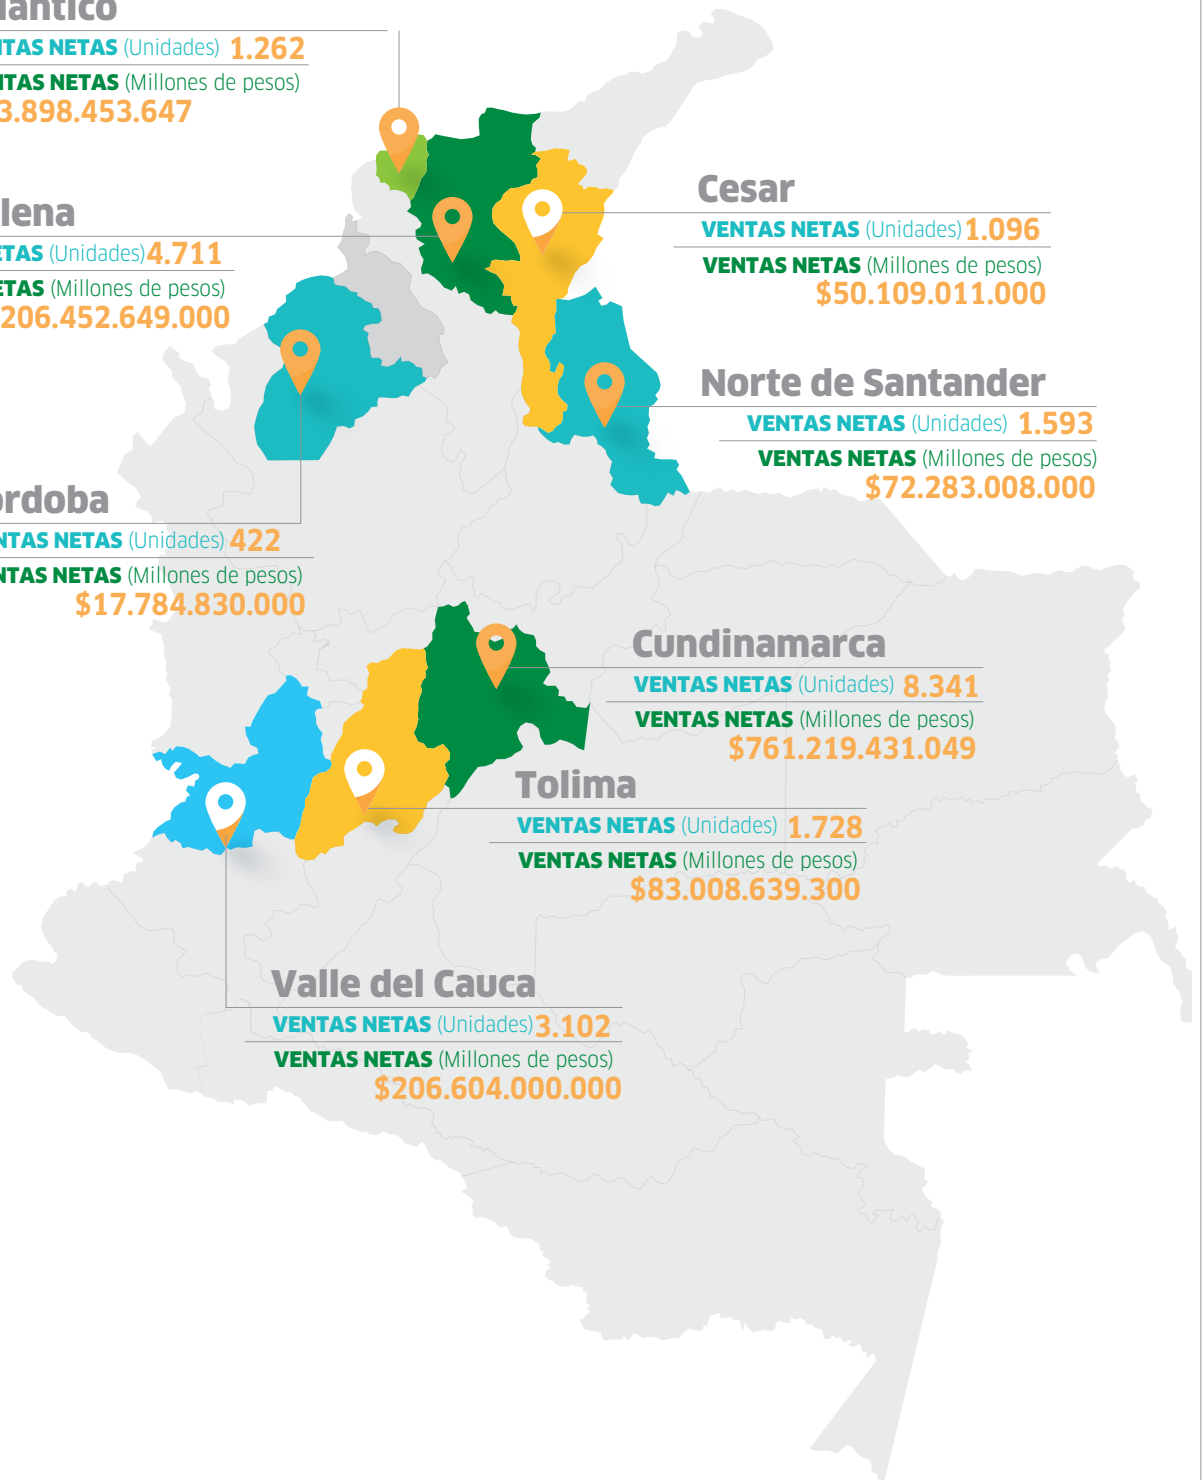 lántico
TAS NETAS (Unidades) 1.262
TAS NETAS (Millones de pesos)
3.898.453.647
lena
TAS (Unidades) 4.711
ETAS (Millones de pesos)
206.452.649.000
Cesar
VENTAS NETAS (Unidades) 1.096
VENTAS NETAS (Millones de pesos)
$50.109.011.000
Norte de Santander
VENTAS NETAS (Unidades) 1.593
VENTAS NETAS (Millones de pesos)
$72.283.008.000
rdoba
NTAS NETAS (Unidades) 422
NTAS NETAS (Millones de pesos)
$17.784.830.000
Cundinamarca
VENTAS NETAS (Unidades) 8.341
VENTAS NETAS (Millones de pesos)
$761.219.431.049
Tolima
VENTAS NETAS (Unidades) 1.728
VENTAS NETAS (Millones de pesos)
$83.008.639.300
Valle del Cauca
VENTAS NETAS (Unidades) 3.102
VENTAS NETAS (Millones de pesos)
$206.604.000.000